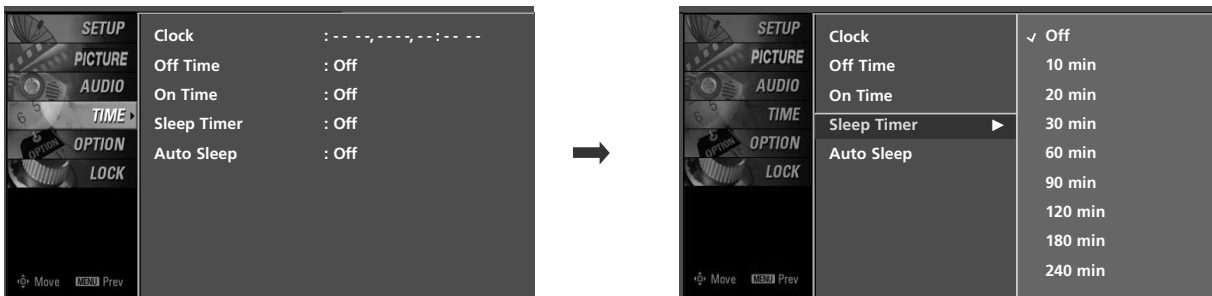 SETUP
PICTURE
AUDIO
TIME
OPTION
LOCK
Clock : -- --, ----, -- : -- --
Off Time : Off
On Time : Off
Sleep Timer : Off
Auto Sleep : Off
Move MENU Prev
SETUP
PICTURE
AUDIO
TIME
OPTION
LOCK
Clock
Off Time
On Time
Sleep Timer ►
Auto Sleep
✓ Off
10 min
20 min
30 min
60 min
90 min
120 min
180 min
240 min
Move MENU Prev